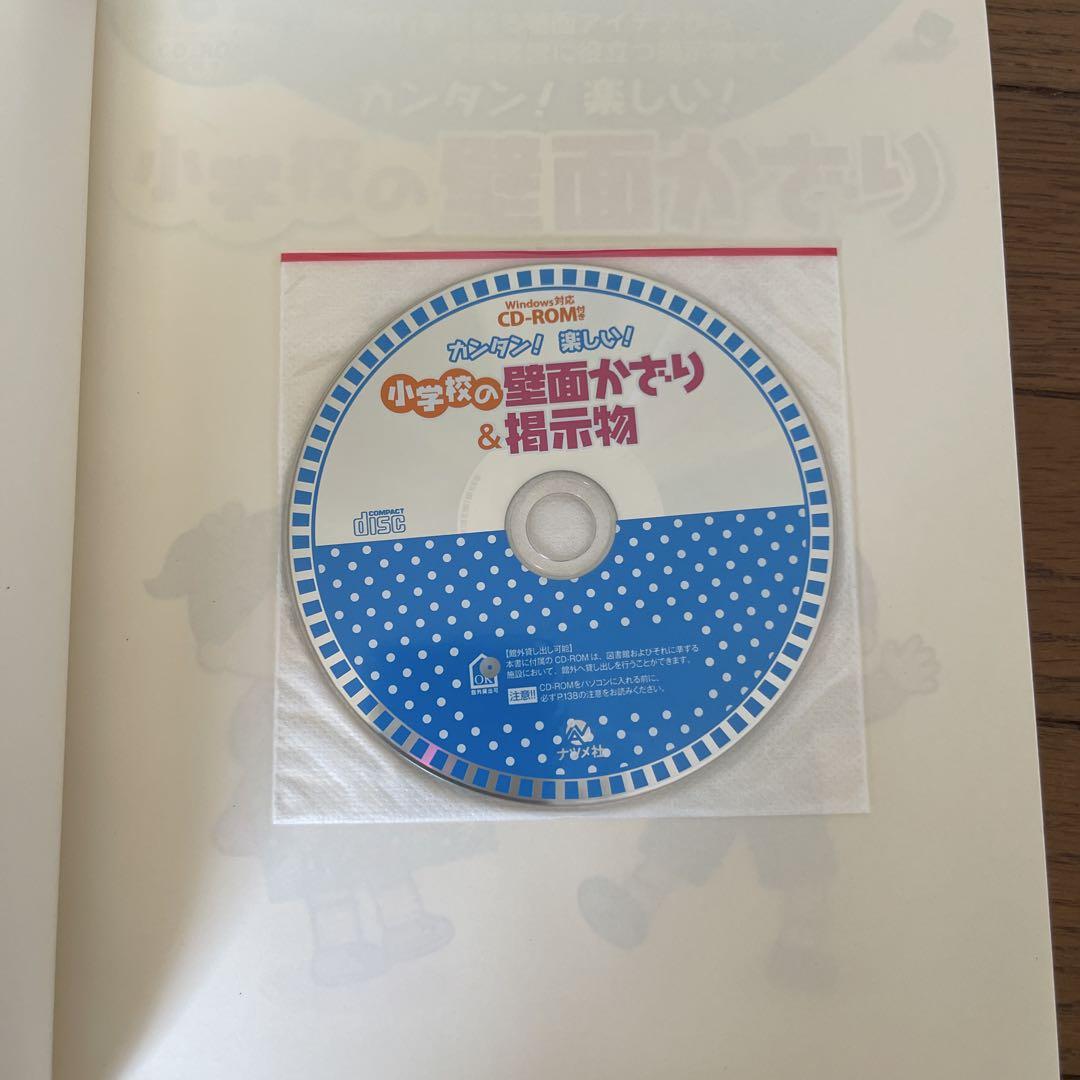 カンタン! 楽しい!
小学校の壁面かざり
Windows対応
CD-ROM付き
カンタン! 楽しい!
小学校の壁面かざり
&掲示物
COMPACT
disc
【館外貸し出し可能】
本書に付属の CD-ROM は、図書館およびそれに準ずる
施設において、館外へ貸し出しを行うことができます。
OK
館外貸出可
注意!! CD-ROMをパソコンに入れる前に、
必ずP138の注意をお読みください。
ナツメ社